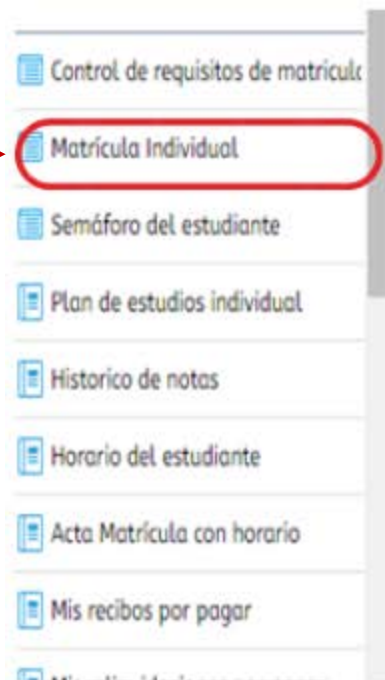 Control de requisitos de matricul
Matrícula Individual
Semáforo del estudiante
Plan de estudios individual
Historico de notas
Horario del estudiante
Acta Matrícula con horario
Mis recibos por pagar